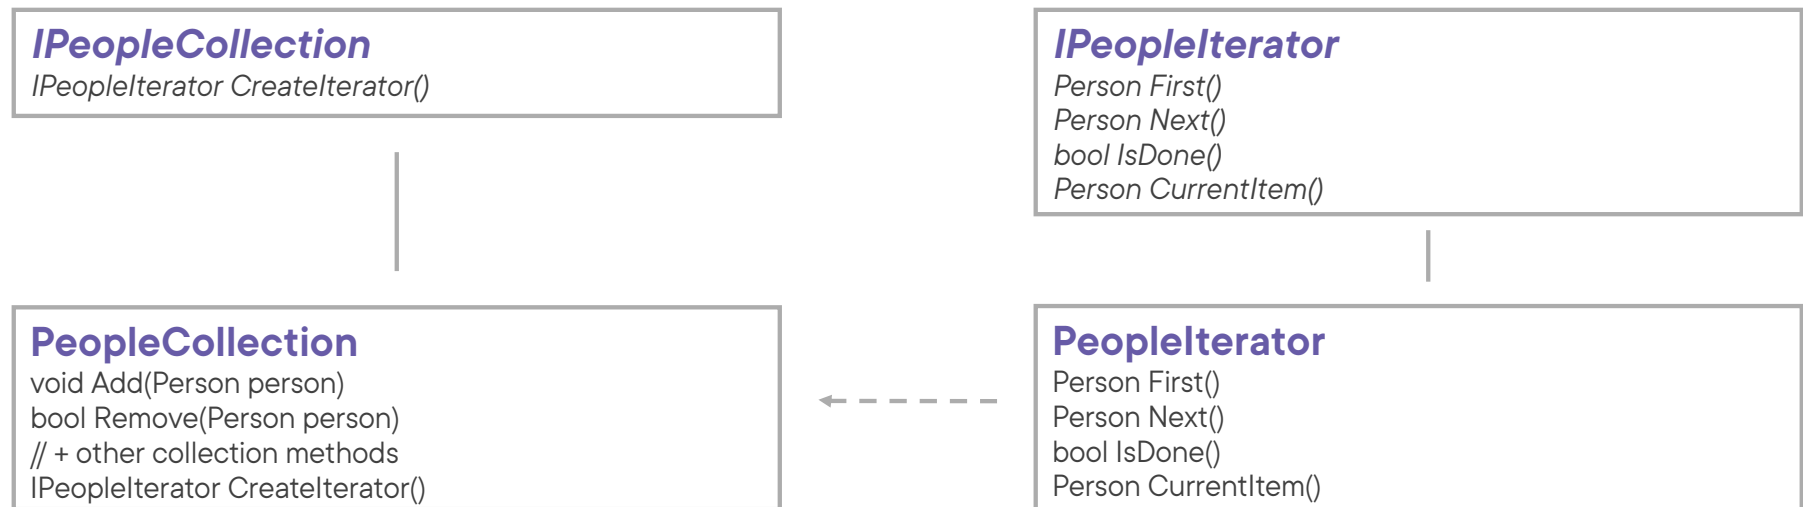 IPeopleCollection
IPeopleIterator CreateIterator()
IPeopleIterator
Person First()
Person Next()
bool IsDone()
Person CurrentItem()
PeopleCollection
void Add(Person person)
bool Remove(Person person)
// + other collection methods
IPeopleIterator CreateIterator()
PeopleIterator
Person First()
Person Next()
bool IsDone()
Person CurrentItem()